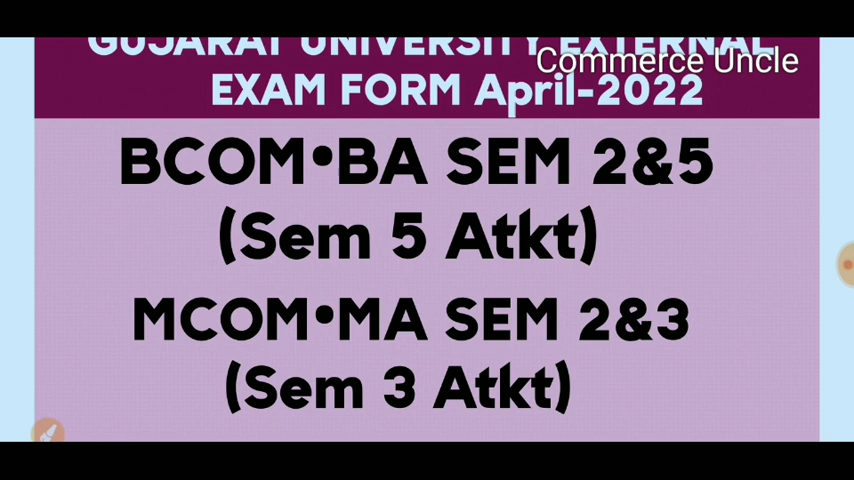 GUJARAT UNIVERSITY EXTERNAL
Commerce Uncle
EXAM FORM April-2022
BCOM•BA SEM 2&5
(Sem 5 Atkt)
MCOM•MA SEM 2&3
(Sem 3 Atkt)